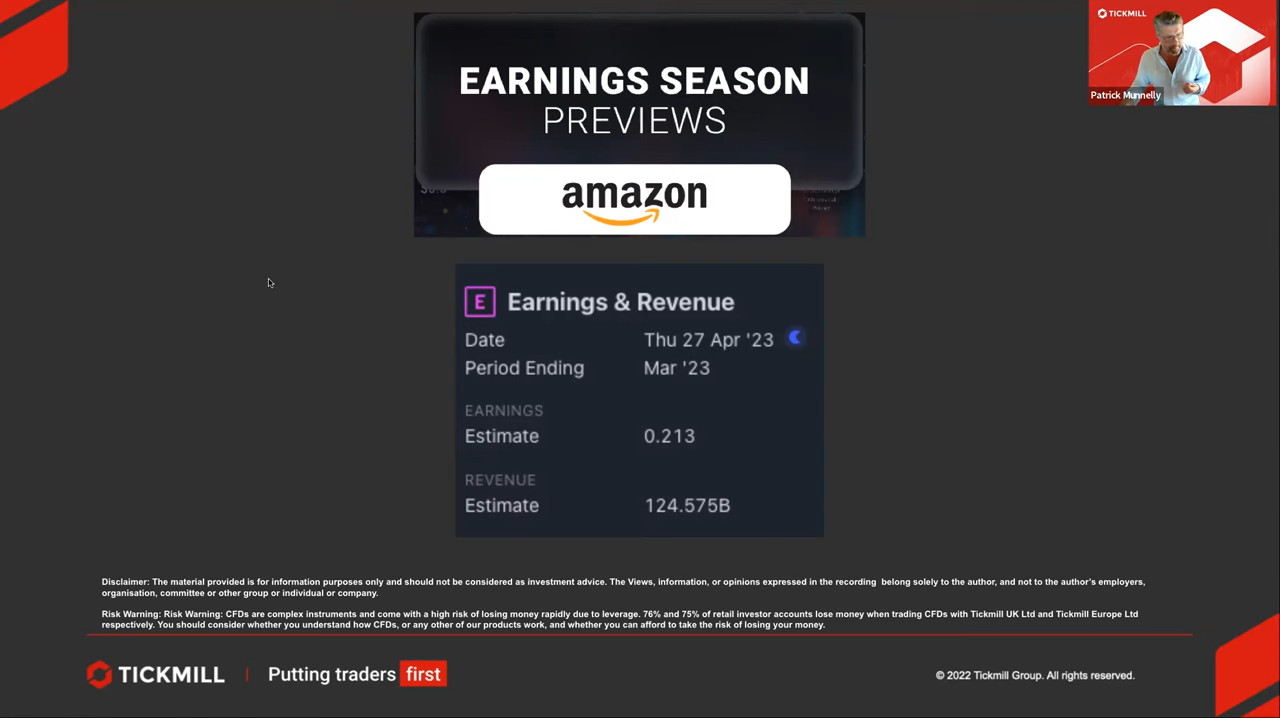 EARNINGS SEASON
PREVIEWS
amazon
TICKMILL
Patrick Munnelly
E Earnings & Revenue
Date Thu 27 Apr '23
Period Ending Mar '23
EARNINGS
Estimate 0.213
REVENUE
Estimate 124.575B
Disclaimer: The material provided is for information purposes only and should not be considered as investment advice. The Views, information, or opinions expressed in the recording belong solely to the author, and not to the author's employers,
organisation, committee or other group or individual or company.
Risk Warning: Risk Warning: CFDs are complex instruments and come with a high risk of losing money rapidly due to leverage. 76% and 75% of retail investor accounts lose money when trading CFDs with Tickmill UK Ltd and Tickmill Europe Ltd
respectively. You should consider whether you understand how CFDs, or any other of our products work, and whether you can afford to take the risk of losing your money.
TICKMILL | Putting traders first
© 2022 Tickmill Group. All rights reserved.